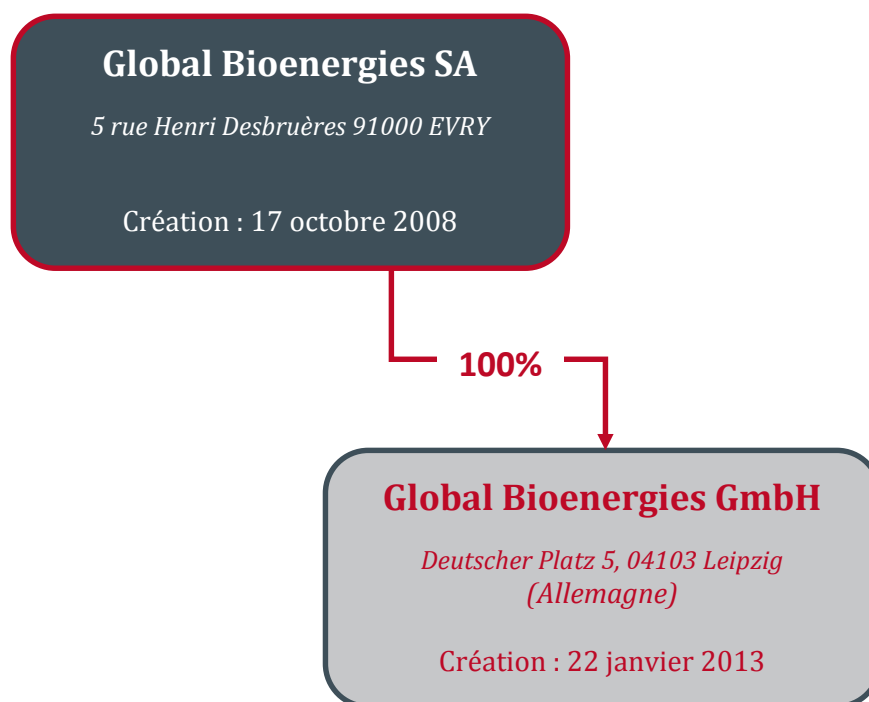 Global Bioenergies SA
5 rue Henri Desbruères 91000 EVRY
Création : 17 octobre 2008
100%
Global Bioenergies GmbH
Deutscher Platz 5, 04103 Leipzig
(Allemagne)
Création : 22 janvier 2013